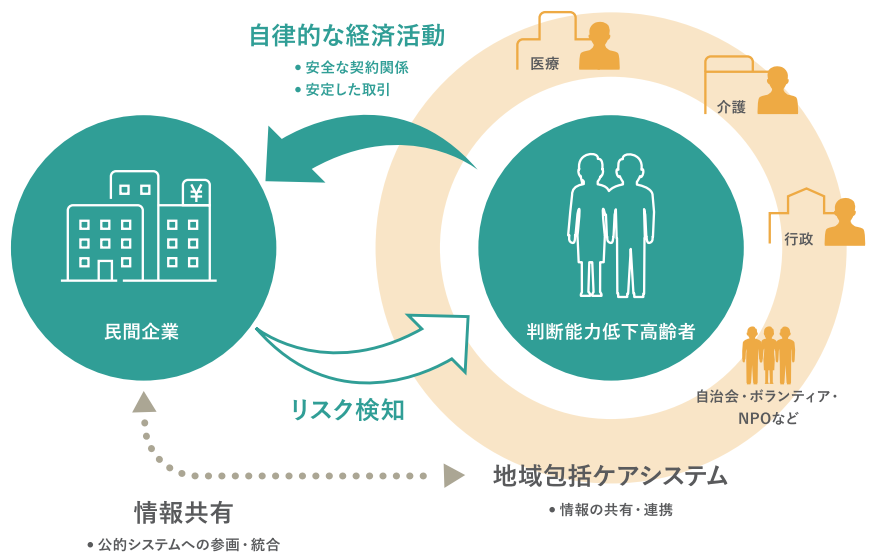 自律的な経済活動
• 安全な契約関係
• 安定した取引
医療
介護
行政
¥
民間企業
判断能力低下高齢者
リスク検知
自治会・ボランティア・
NPOなど
地域包括ケアシステム
• 情報の共有・連携
情報共有
• 公的システムへの参画・統合